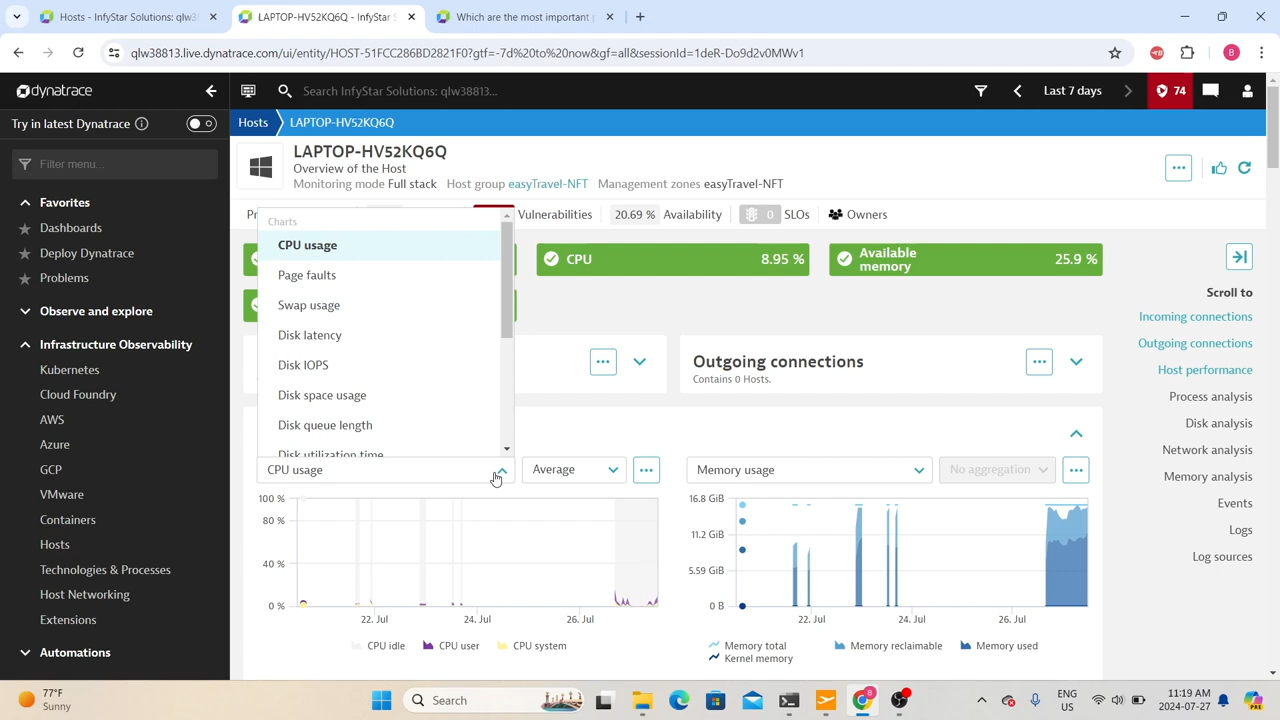 Hosts - InfyStar Solutions: qlw3
LAPTOP-HV52KQ6Q - InfyStar Sol
Which are the most important
qlw38813.live.dynatrace.com/ui/entity/HOST-51FCC286BD2821F0?gtf=-7d%20to%20now&gf=all&sessionId=1deR-Do9d2v0MWv1
B
dynatrace
Search InfyStar Solutions: qlw38813...
Last 7 days
74
Try in latest Dynatrace
Hosts
LAPTOP-HV52KQ6Q
Filter menu...
LAPTOP-HV52KQ6Q
Overview of the Host
Monitoring mode Full stack Host group easyTravel-NFT Management zones easyTravel-NFT
Favorites
Dashboards
Deploy Dynatrace
Problems
Observe and explore
Infrastructure Observability
Kubernetes
Cloud Foundry
AWS
Azure
GCP
VMware
Containers
Hosts
Technologies & Processes
Host Networking
Extensions
Automations
Pr
Vulnerabilities
20.69 % Availability
0 SLOs
Owners
Charts
CPU usage
Page faults
Swap usage
Disk latency
Disk IOPS
Disk space usage
Disk queue length
Disk utilization time
CPU 8.95 %
Available memory 25.9 %
Outgoing connections
Contains 0 Hosts.
Scroll to
Incoming connections
Outgoing connections
Host performance
Process analysis
Disk analysis
Network analysis
Memory analysis
Events
Logs
Log sources
CPU usage
Average
Memory usage
No aggregation
100 %
80 %
40 %
0 %
22. Jul
24. Jul
26. Jul
CPU idle
CPU user
CPU system
16.8 GiB
11.2 GiB
5.59 GiB
0 B
22. Jul
24. Jul
26. Jul
Memory total
Memory reclaimable
Memory used
Kernel memory
77°F
Sunny
Search
ENG
US
11:19 AM
2024-07-27